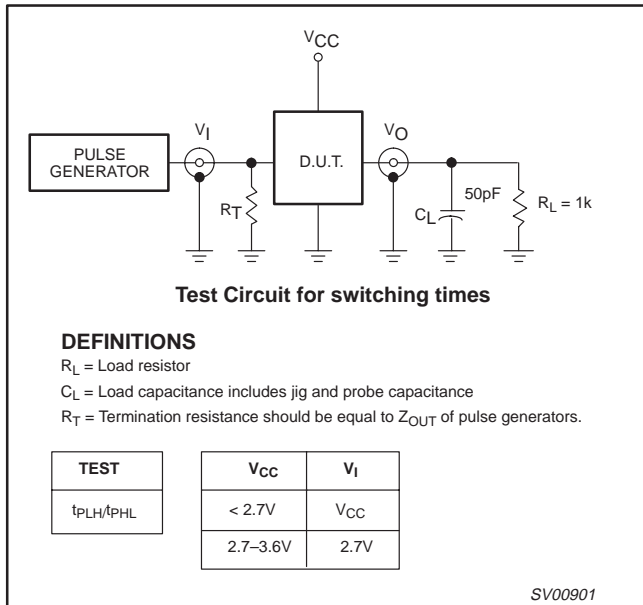 VCC
PULSE
GENERATOR
VI
RT
D.U.T.
VO
50pF
CL
RL = 1k
Test Circuit for switching times
DEFINITIONS
RL = Load resistor
CL = Load capacitance includes jig and probe capacitance
RT = Termination resistance should be equal to ZOUT of pulse generators.
TEST
tPLH/tPHL
VCC VI
< 2.7V VCC
2.7–3.6V 2.7V
SV00901